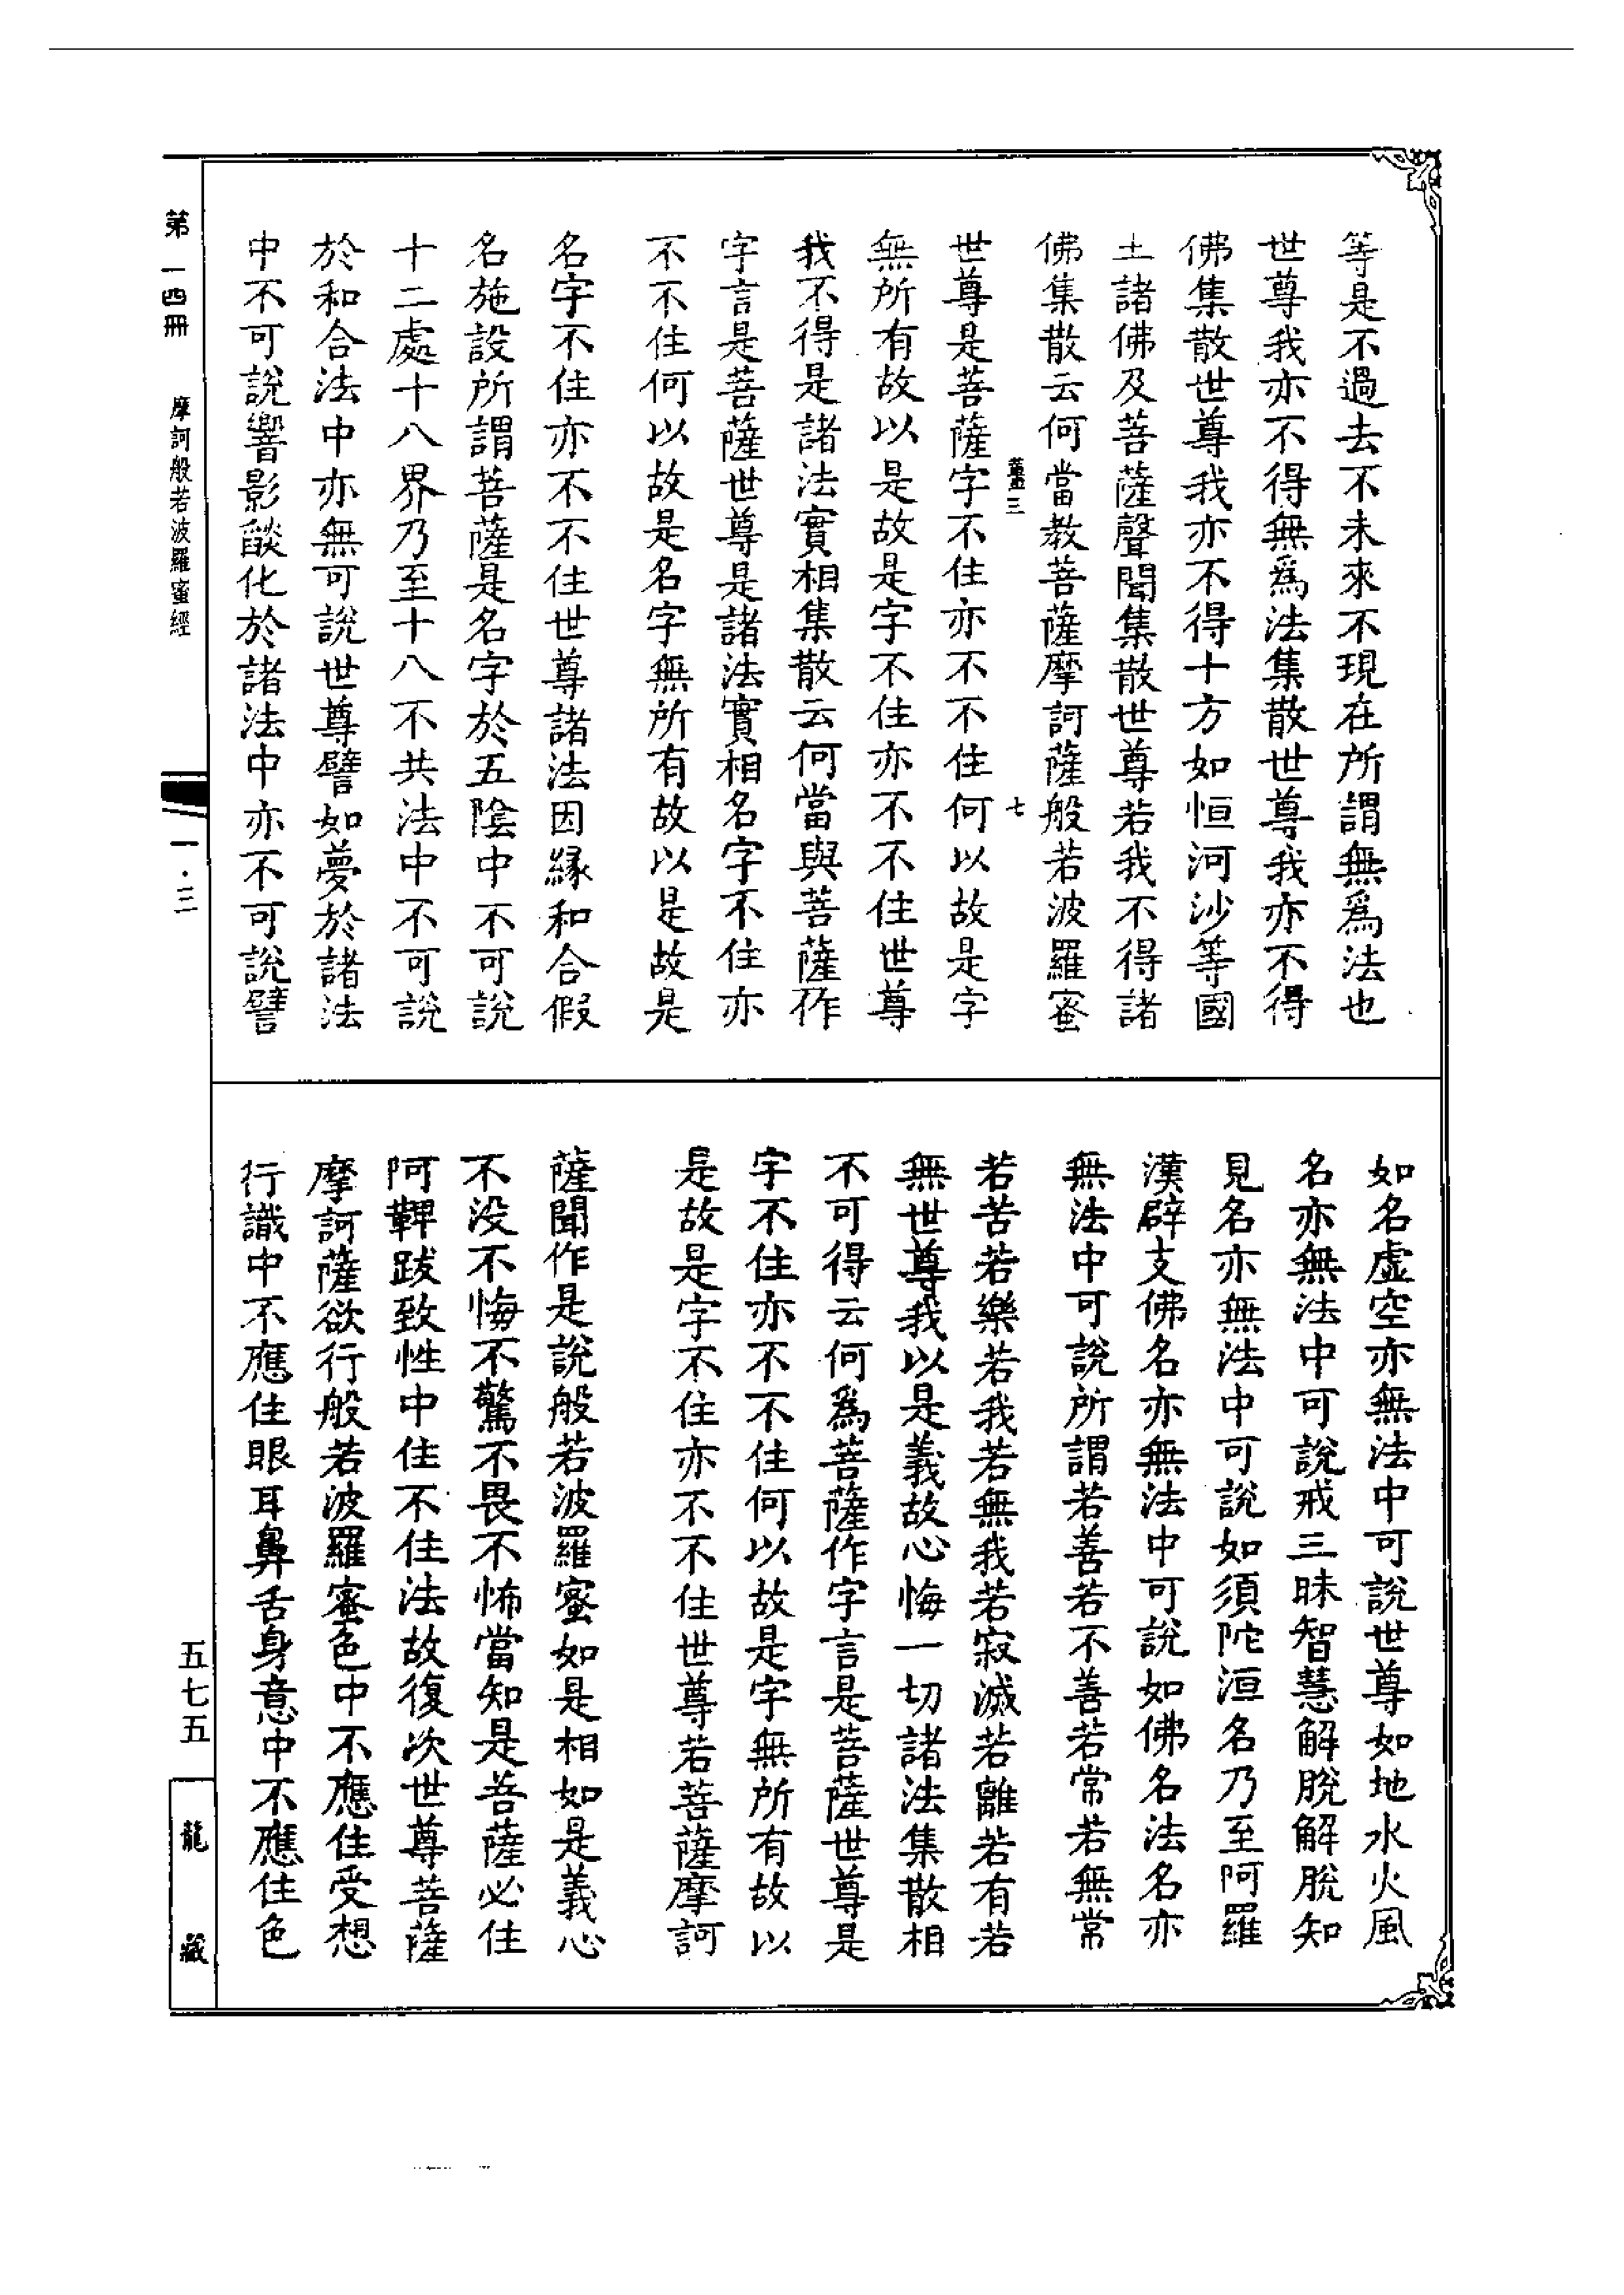 等是不過去不未來不現在所謂無爲法也
世尊我亦不得無爲法集散世尊我亦不得
佛集散世尊我亦不得十方如恒河沙等國
土諸佛及菩薩聲聞集散世尊若我不得諸
佛集散云何當教菩薩摩訶薩般若波羅蜜
三 七
世尊是菩薩字不住亦不不住何以故是字
無所有故以是故是字不住亦不不住世尊
我不得是諸法實相集散云何當與菩薩作
字言是菩薩世尊是諸法實相名字不住亦
不不住何以故是名字無所有故以是故是
名字不住亦不不住世尊諸法因緣和合假
名施設所謂菩薩是名字於五陰中不可說
十二處十八界乃至十八不共法中不可說
於和合法中亦無可說世尊譬如夢於諸法
中不可說響影燄化於諸法中亦不可說譬
如名虛空亦無法中可說世尊如地水火風
名亦無法中可說戒三昧智慧解脫解脫知
見名亦無法中可說如須陀洹名乃至阿羅
漢辟支佛名亦無法中可說如佛名法名亦
無法中可說所謂若善若不善若常若無常
若苦若樂若我若無我若寂滅若離若有若
無世尊我以是義故心悔一切諸法集散相
不可得云何爲菩薩作字言是菩薩世尊是
字不住亦不不住何以故是字無所有故以
是故是字不住亦不不住世尊若菩薩摩訶
薩聞作是說般若波羅蜜如是相如是義心
不没不悔不驚不畏不怖當知是菩薩必住
阿鞞跋致性中住不住法故復次世尊菩薩
摩訶薩欲行般若波羅蜜色中不應住受想
行識中不應住眼耳鼻舌身意中不應住色
第一四冊 摩訶般若波羅蜜經 一·三
五七五
龍藏